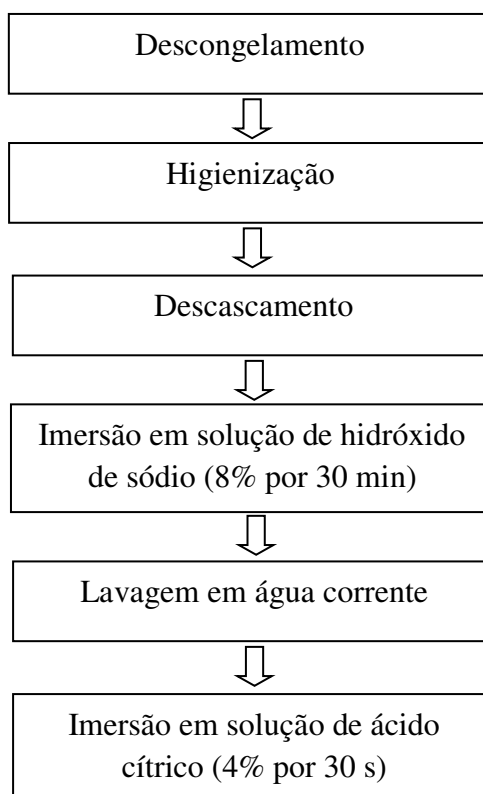 Descongelamento
Higienização
Descascamento
Imersão em solução de hidróxido
de sódio (8% por 30 min)
Lavagem em água corrente
Imersão em solução de ácido
cítrico (4% por 30 s)